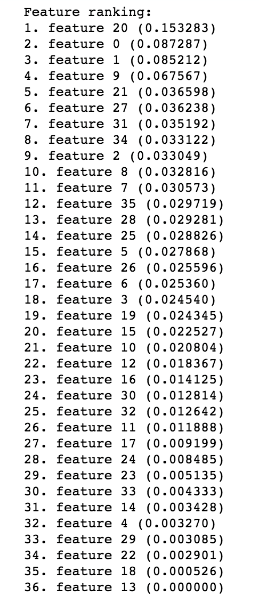 Feature ranking:
1. feature 20 (0.153283)
2. feature 0 (0.087287)
3. feature 1 (0.085212)
4. feature 9 (0.067567)
5. feature 21 (0.036598)
6. feature 27 (0.036238)
7. feature 31 (0.035192)
8. feature 34 (0.033122)
9. feature 2 (0.033049)
10. feature 8 (0.032816)
11. feature 7 (0.030573)
12. feature 35 (0.029719)
13. feature 28 (0.029281)
14. feature 25 (0.028826)
15. feature 5 (0.027868)
16. feature 26 (0.025596)
17. feature 6 (0.025360)
18. feature 3 (0.024540)
19. feature 19 (0.024345)
20. feature 15 (0.022527)
21. feature 10 (0.020804)
22. feature 12 (0.018367)
23. feature 16 (0.014125)
24. feature 30 (0.012814)
25. feature 32 (0.012642)
26. feature 11 (0.011888)
27. feature 17 (0.009199)
28. feature 24 (0.008485)
29. feature 23 (0.005135)
30. feature 33 (0.004333)
31. feature 14 (0.003428)
32. feature 4 (0.003270)
33. feature 29 (0.003085)
34. feature 22 (0.002901)
35. feature 18 (0.000526)
36. feature 13 (0.000000)